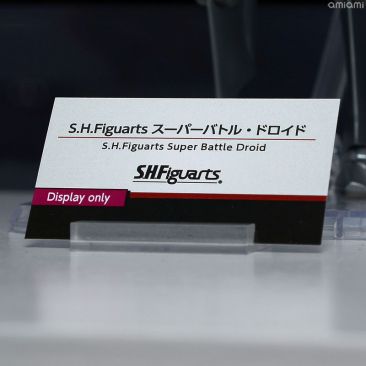 amiami
S.H.Figuarts スーパーバトル・ドロイド
S.H.Figuarts Super Battle Droid
S.H.Figuarts
Display only